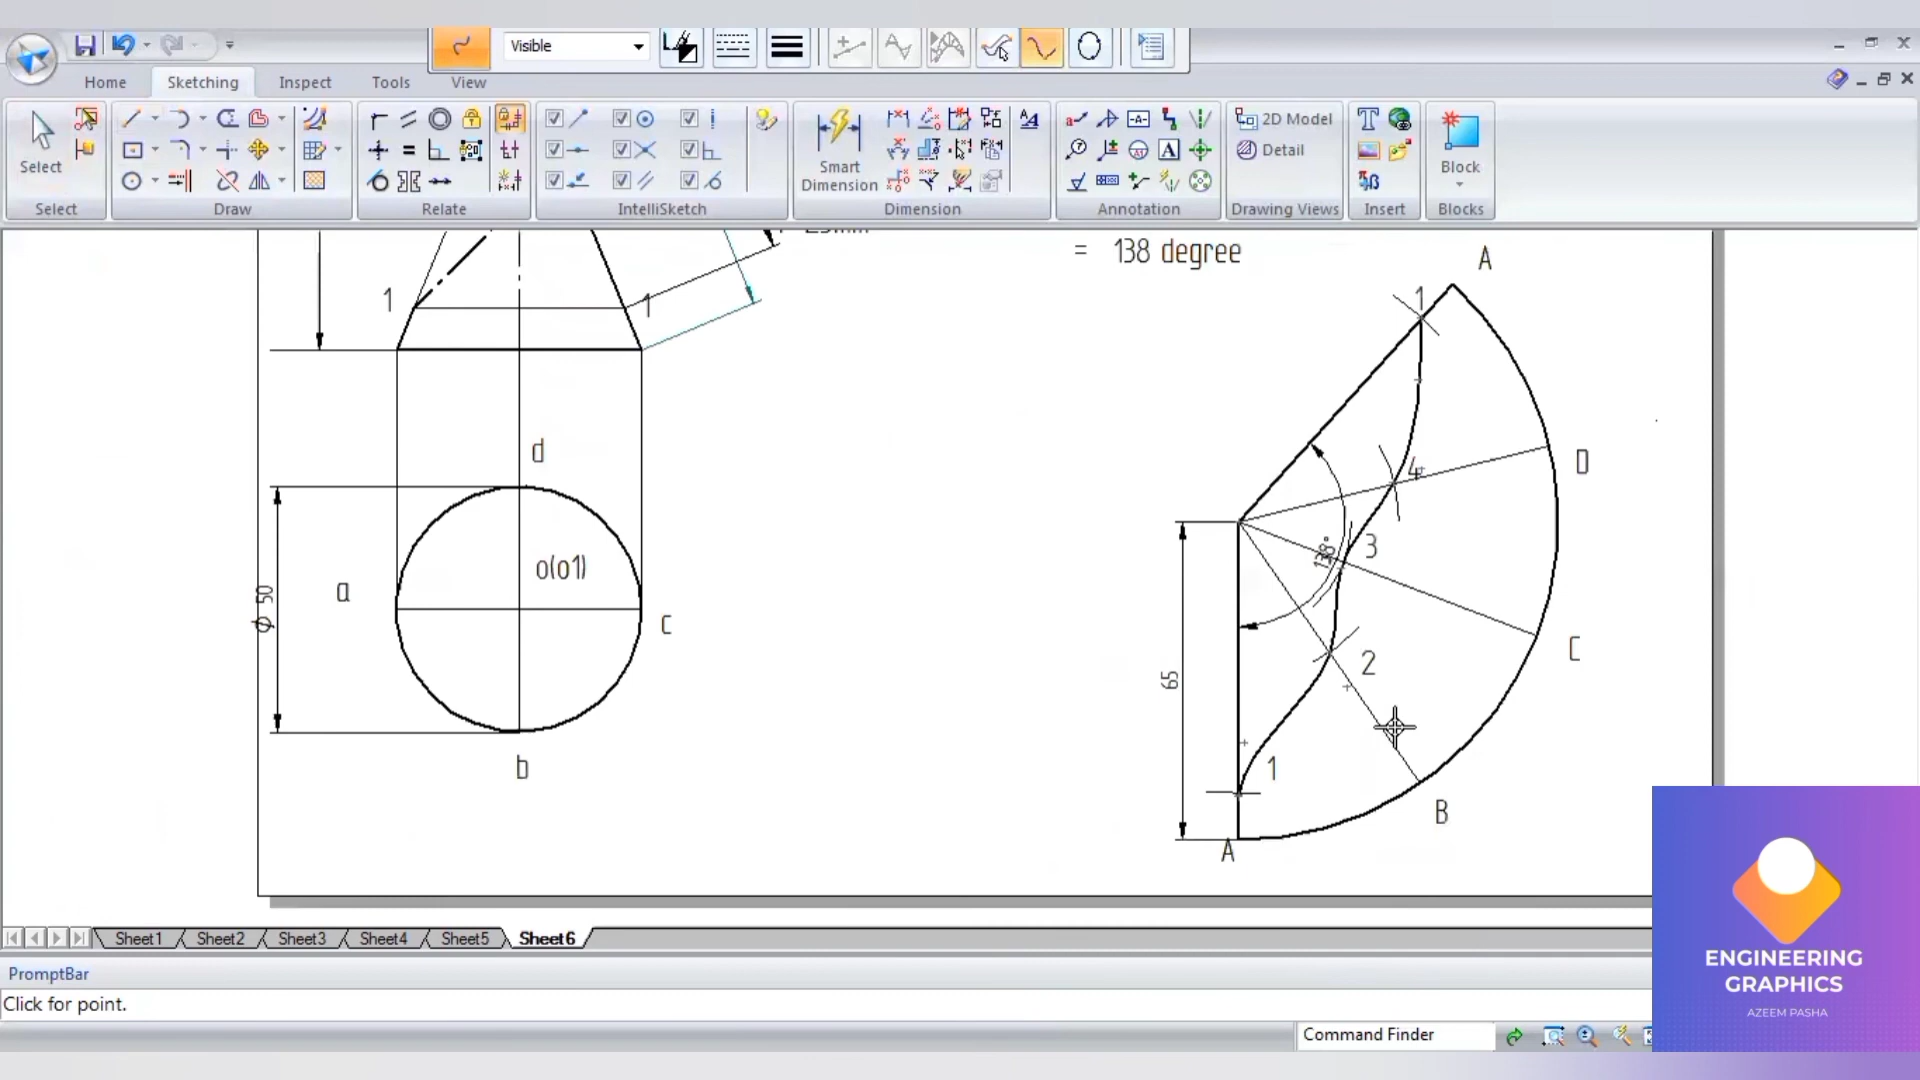 Visible
Home Sketching Inspect Tools View
Select
Smart
Dimension
2D Model
Detail
Block
Select Draw Relate IntelliSketch Dimension Annotation Drawing Views Insert Blocks
= 138 degree
1
1
d
o(o1)
a
c
b
ϕ 50
A
1
D
4
3
138°
C
2
65
1
B
A
Sheet1 Sheet2 Sheet3 Sheet4 Sheet5 Sheet6
PromptBar
Click for point.
Command Finder
ENGINEERING
GRAPHICS
AZEEM PASHA